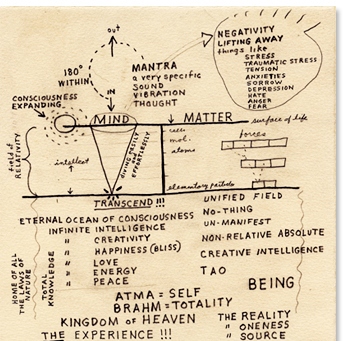 out
180°
WITHIN
IN
MANTRA
a very specific
SOUND
VIBRATION
THOUGHT
NEGATIVITY
LIFTING AWAY
things like
STRESS
TRAUMATIC STRESS
TENSION
ANXIETIES
SORROW
DEPRESSION
HATE
ANGER
FEAR
CONSCIOUSNESS
EXPANDING
MIND
MATTER
surface of life
field of
RELATIVITY
intellect
DIVING EASILY
and
EFFORTLESSLY
cell
mol.
atoms
forces
elementary particles
TRANSCEND!!!
ETERNAL OCEAN OF CONSCIOUSNESS
INFINITE INTELLIGENCE
" CREATIVITY
" HAPPINESS (BLISS)
" LOVE
" ENERGY
" PEACE
HOME OF ALL
THE LAWS OF
NATURE
TOTAL
KNOWLEDGE
UNIFIED FIELD
NO-THING
UN-MANIFEST
NON-RELATIVE ABSOLUTE
CREATIVE INTELLIGENCE
TAO
BEING
ATMA = SELF
BRAHM = TOTALITY
KINGDOM OF HEAVEN
THE EXPERIENCE !!!
THE REALITY
" ONENESS
" SOURCE